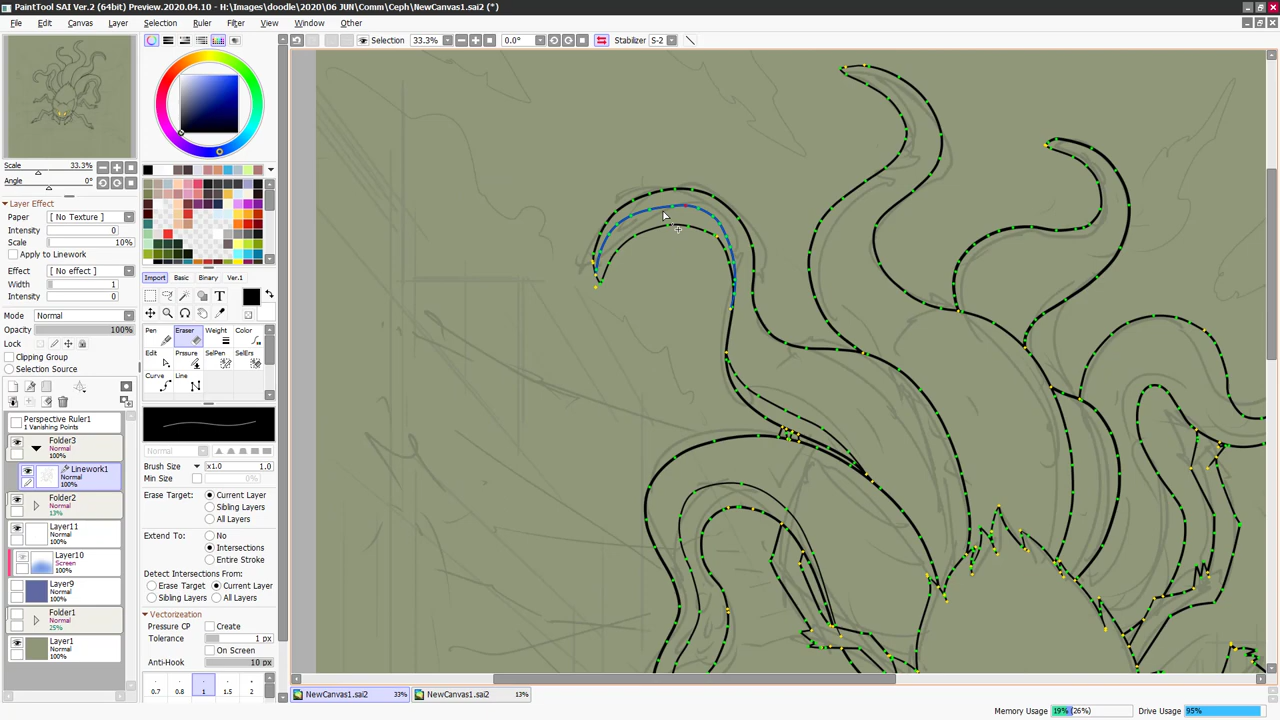 PaintTool SAI Ver.2 (64bit) Preview.2020.04.10 - H:\Images\doodle\2020\06 JUN\Comm\Ceph\NewCanvas1.sai2 (*)
File Edit Canvas Layer Selection Ruler Filter View Window Other
Selection 33.3% 0.0° Stabilizer S-2
Scale 33.3%
Angle 0°
Layer Effect
Paper [ No Texture ]
Intensity 0
Scale 10%
Apply to Linework
Effect [ No effect ]
Width 1
Intensity 0
Mode Normal
Opacity 100%
Lock
Clipping Group
Selection Source
Perspective Ruler1
1 Vanishing Points
Folder3
Normal
100%
Linework1
Normal
100%
Folder2
Normal
13%
Layer11
Normal
100%
Layer10
Screen
100%
Layer9
Normal
100%
Folder1
Normal
25%
Layer1
Normal
100%
Import Basic Binary Ver.1
T
Pen Eraser Weight Color
Edit Prssure SelPen SelErs
Curve Line
Normal
Brush Size x1.0 1.0
Min Size 0%
Erase Target: Current Layer
Sibling Layers
All Layers
Extend To: No
Intersections
Entire Stroke
Detect Intersections From:
Erase Target Current Layer
Sibling Layers All Layers
Vectorization
Pressure CP Create
Tolerance 1 px
On Screen
Anti-Hook 10 px
0.7 0.8 1 1.5 2
NewCanvas1.sai2 33% NewCanvas1.sai2 13%
Memory Usage 19% (26%) Drive Usage 95%